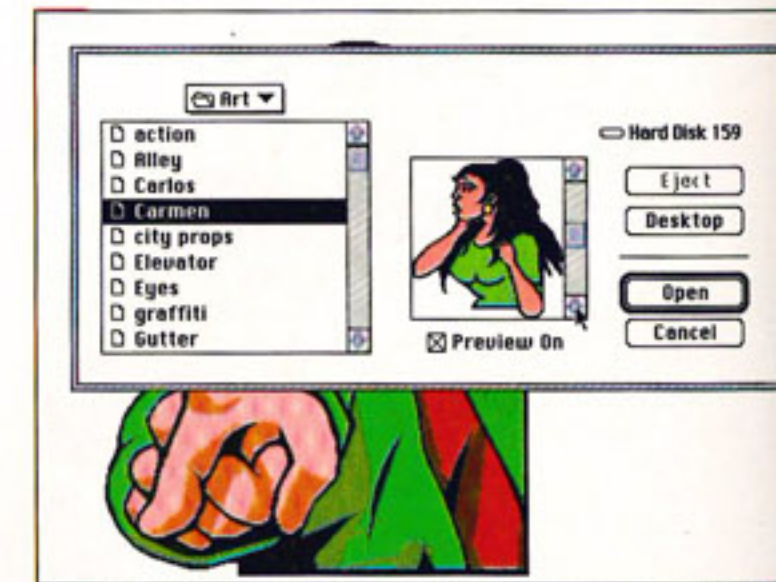 Art
action
Alley
Carlos
Carmen
city props
Elevator
Eyes
graffiti
Gutter
Preview On
Hard Disk 159
Eject
Desktop
Open
Cancel